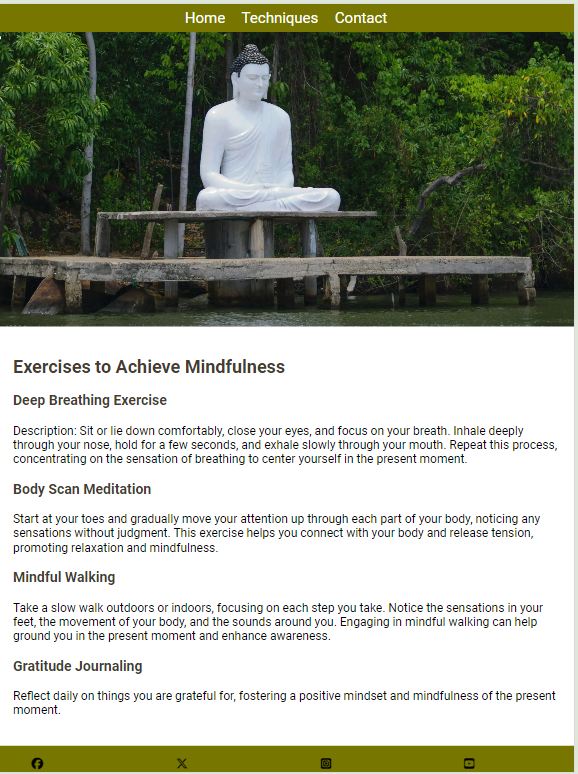 Home Techniques Contact
Exercises to Achieve Mindfulness
Deep Breathing Exercise
Description: Sit or lie down comfortably, close your eyes, and focus on your breath. Inhale deeply
through your nose, hold for a few seconds, and exhale slowly through your mouth. Repeat this process,
concentrating on the sensation of breathing to center yourself in the present moment.
Body Scan Meditation
Start at your toes and gradually move your attention up through each part of your body, noticing any
sensations without judgment. This exercise helps you connect with your body and release tension,
promoting relaxation and mindfulness.
Mindful Walking
Take a slow walk outdoors or indoors, focusing on each step you take. Notice the sensations in your
feet, the movement of your body, and the sounds around you. Engaging in mindful walking can help
ground you in the present moment and enhance awareness.
Gratitude Journaling
Reflect daily on things you are grateful for, fostering a positive mindset and mindfulness of the present
moment.